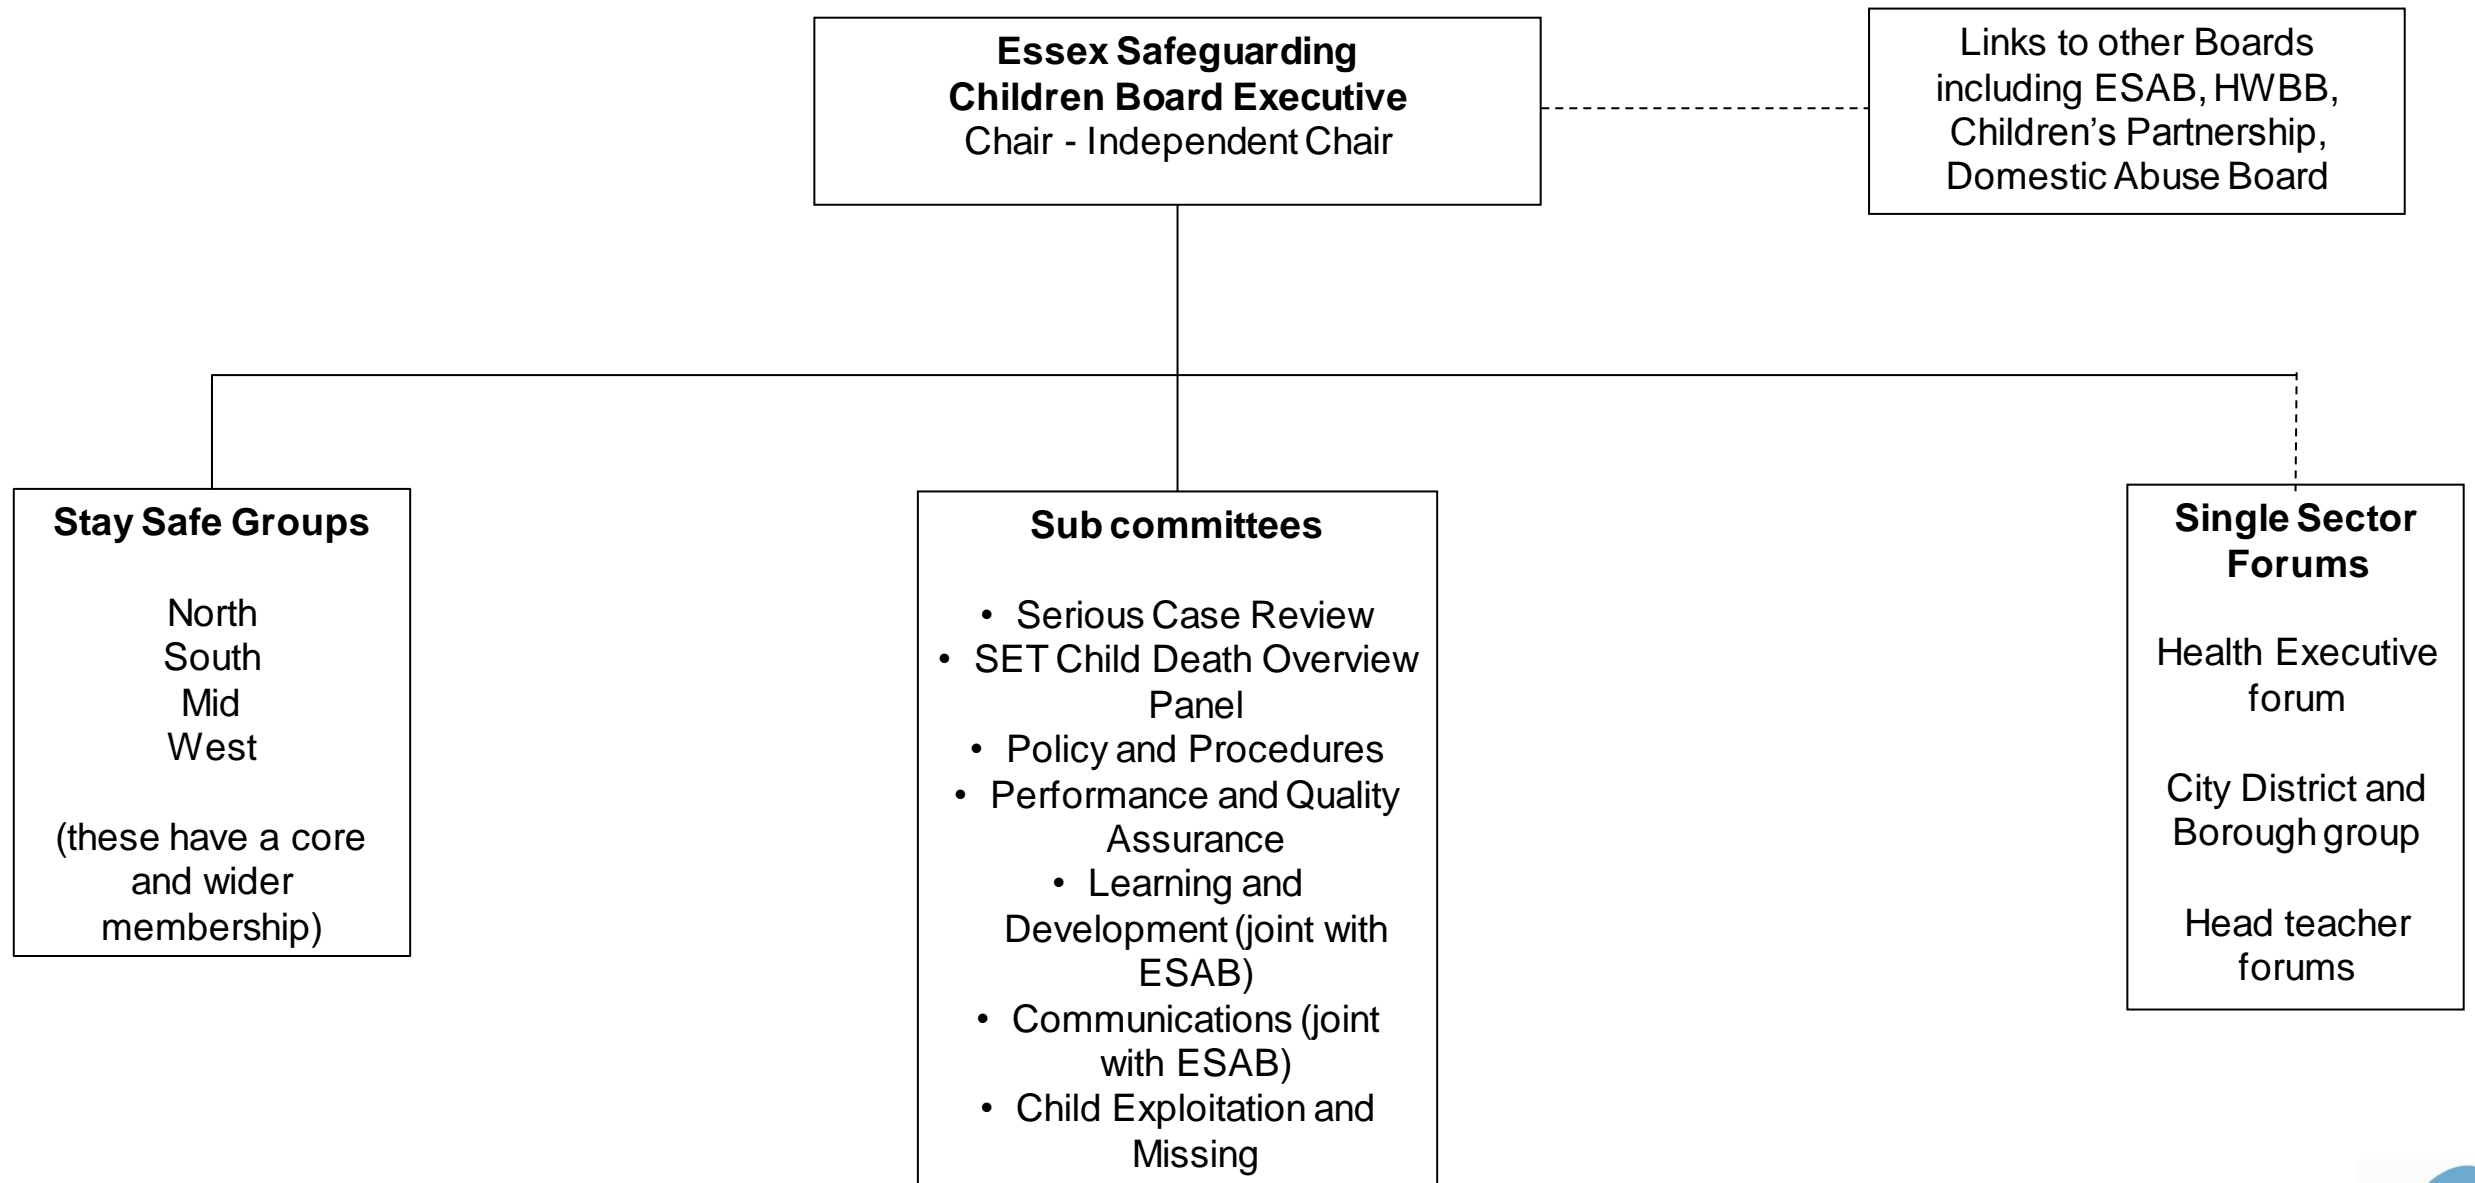 Essex Safeguarding
Children Board Executive
Chair - Independent Chair
Links to other Boards
including ESAB, HWBB,
Children’s Partnership,
Domestic Abuse Board
Stay Safe Groups
North
South
Mid
West
(these have a core
and wider
membership)
Sub committees
• Serious Case Review
• SET Child Death Overview
Panel
• Policy and Procedures
• Performance and Quality
Assurance
• Learning and
Development (joint with
ESAB)
• Communications (joint
with ESAB)
• Child Exploitation and
Missing
Single Sector
Forums
Health Executive
forum
City District and
Borough group
Head teacher
forums